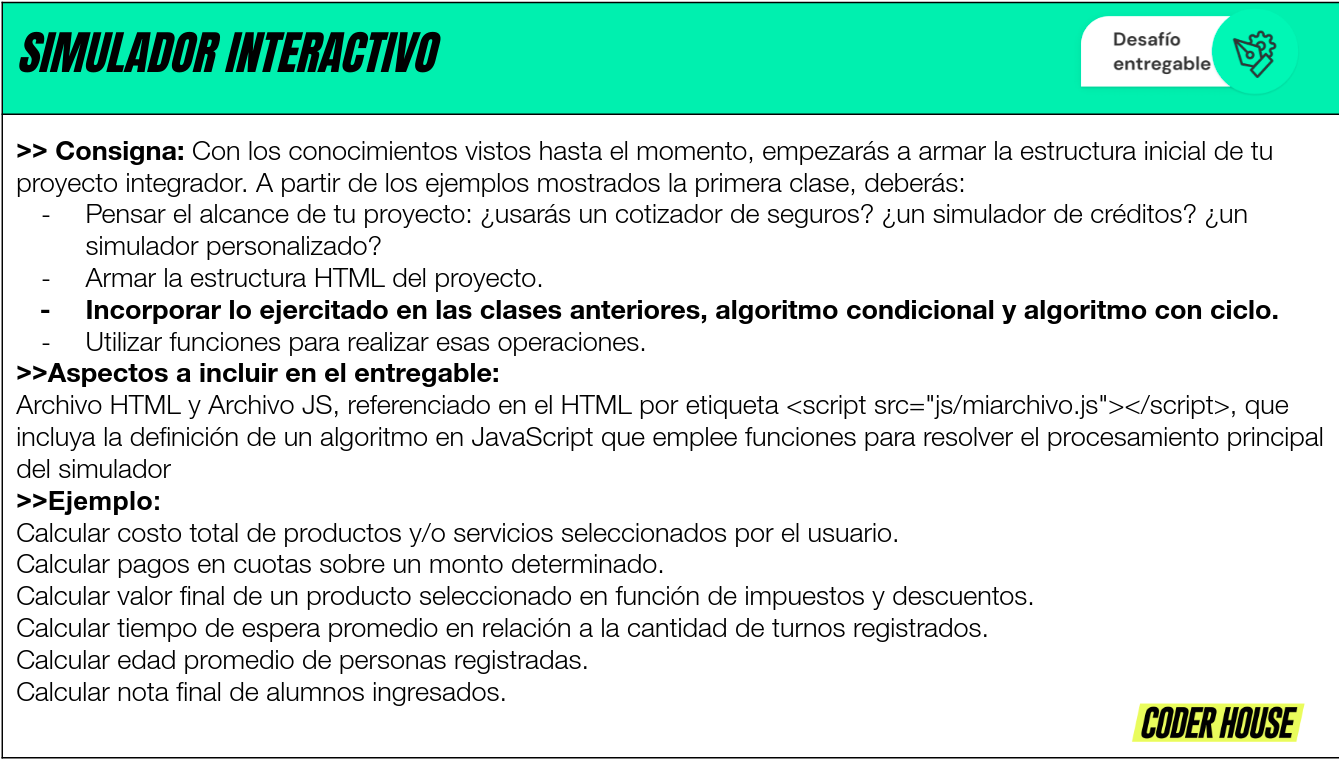 SIMULADOR INTERACTIVO
Desafío
entregable
>> Consigna: Con los conocimientos vistos hasta el momento, empezarás a armar la estructura inicial de tu
proyecto integrador. A partir de los ejemplos mostrados la primera clase, deberás:
- Pensar el alcance de tu proyecto: ¿usarás un cotizador de seguros? ¿un simulador de créditos? ¿un
simulador personalizado?
- Armar la estructura HTML del proyecto.
- Incorporar lo ejercitado en las clases anteriores, algoritmo condicional y algoritmo con ciclo.
- Utilizar funciones para realizar esas operaciones.
>>Aspectos a incluir en el entregable:
Archivo HTML y Archivo JS, referenciado en el HTML por etiqueta <script src="js/miarchivo.js"></script>, que
incluya la definición de un algoritmo en JavaScript que emplee funciones para resolver el procesamiento principal
del simulador
>>Ejemplo:
Calcular costo total de productos y/o servicios seleccionados por el usuario.
Calcular pagos en cuotas sobre un monto determinado.
Calcular valor final de un producto seleccionado en función de impuestos y descuentos.
Calcular tiempo de espera promedio en relación a la cantidad de turnos registrados.
Calcular edad promedio de personas registradas.
Calcular nota final de alumnos ingresados.
CODER HOUSE